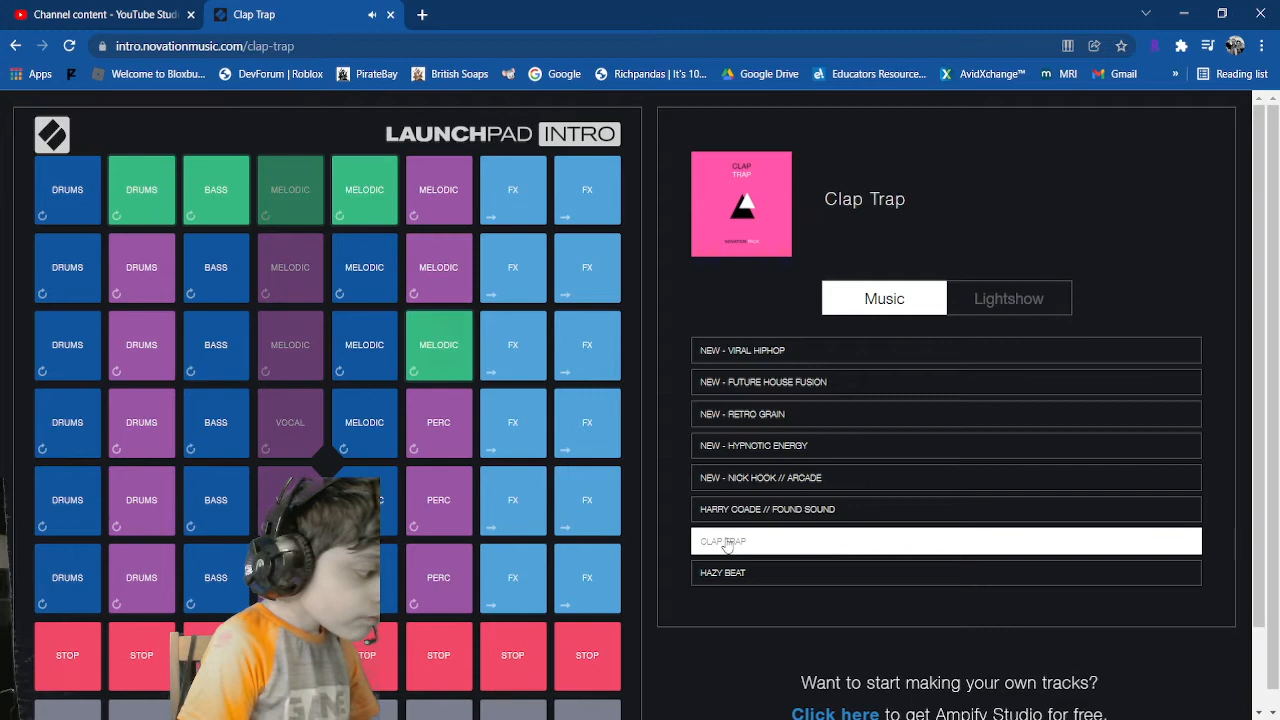 Channel content - YouTube Stud
Clap Trap
intro.novationmusic.com/clap-trap
Apps
Welcome to Bloxbu...
DevForum | Roblox
PirateBay
British Soaps
Google
Richpandas | It's 10...
Google Drive
Educators Resource...
AvidXchange™
MRI
Gmail
»
Reading list
LAUNCHPAD INTRO
DRUMS DRUMS BASS MELODIC MELODIC MELODIC FX FX
DRUMS DRUMS BASS MELODIC MELODIC MELODIC FX FX
DRUMS DRUMS BASS MELODIC MELODIC MELODIC FX FX
DRUMS DRUMS BASS VOCAL MELODIC PERC FX FX
DRUMS DRUMS BASS PERC FX FX
DRUMS DRUMS BASS PERC FX FX
STOP STOP STOP STOP STOP STOP
CLAP
TRAP
NOVATION PACK
Clap Trap
Music
Lightshow
NEW - VIRAL HIPHOP
NEW - FUTURE HOUSE FUSION
NEW - RETRO GRAIN
NEW - HYPNOTIC ENERGY
NEW - NICK HOOK // ARCADE
HARRY COADE // FOUND SOUND
CLAP TRAP
HAZY BEAT
Want to start making your own tracks?
Click here to get Ampify Studio for free.